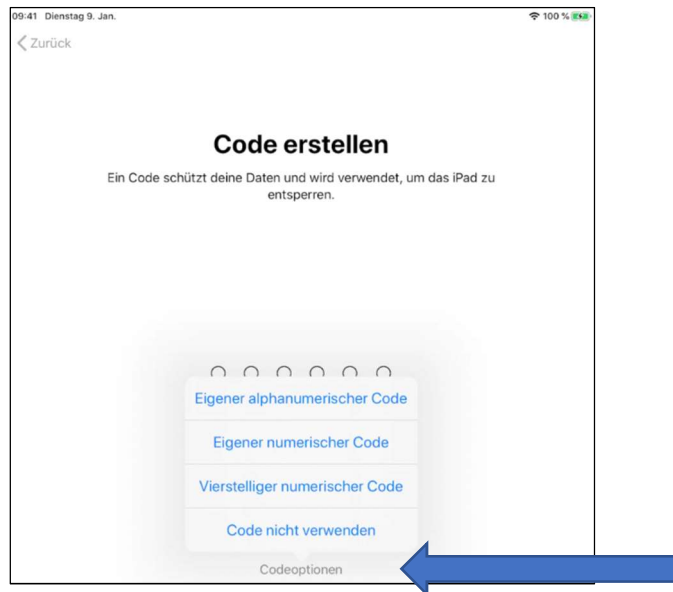 09:41 Dienstag 9. Jan.
100 %
Zurück
Code erstellen
Ein Code schützt deine Daten und wird verwendet, um das iPad zu
entsperren.
Eigener alphanumerischer Code
Eigener numerischer Code
Vierstelliger numerischer Code
Code nicht verwenden
Codeoptionen